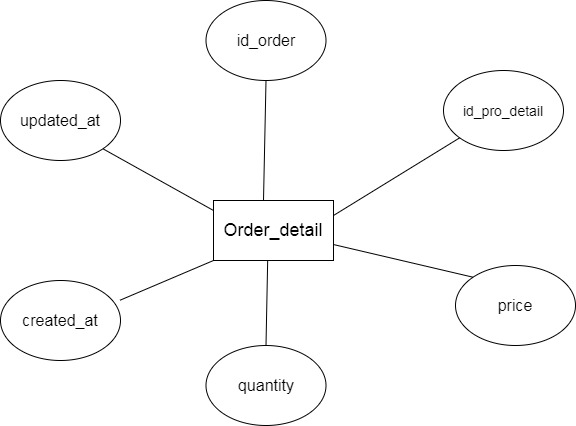 id_order
updated_at
id_pro_detail
Order_detail
created_at
price
quantity